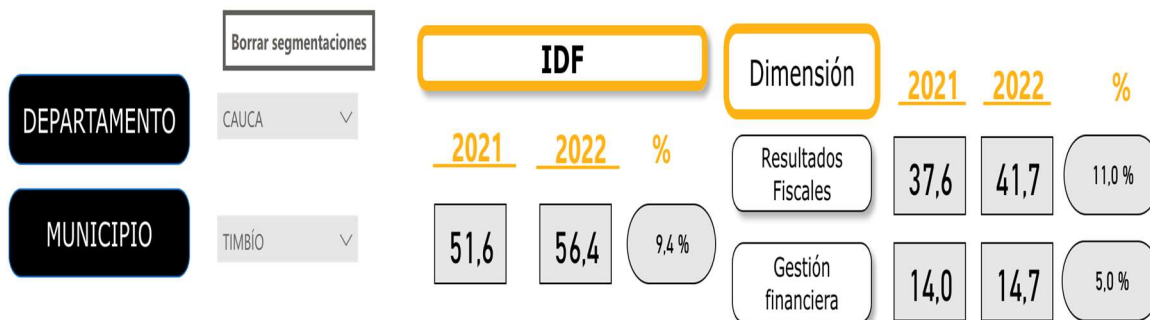 Borrar segmentaciones
DEPARTAMENTO
CAUCA
MUNICIPIO
TIMBÍO
IDF
2021 2022 %
51,6 56,4 9,4 %
Dimensión 2021 2022 %
Resultados
Fiscales
37,6 41,7 11,0 %
Gestión
financiera
14,0 14,7 5,0 %